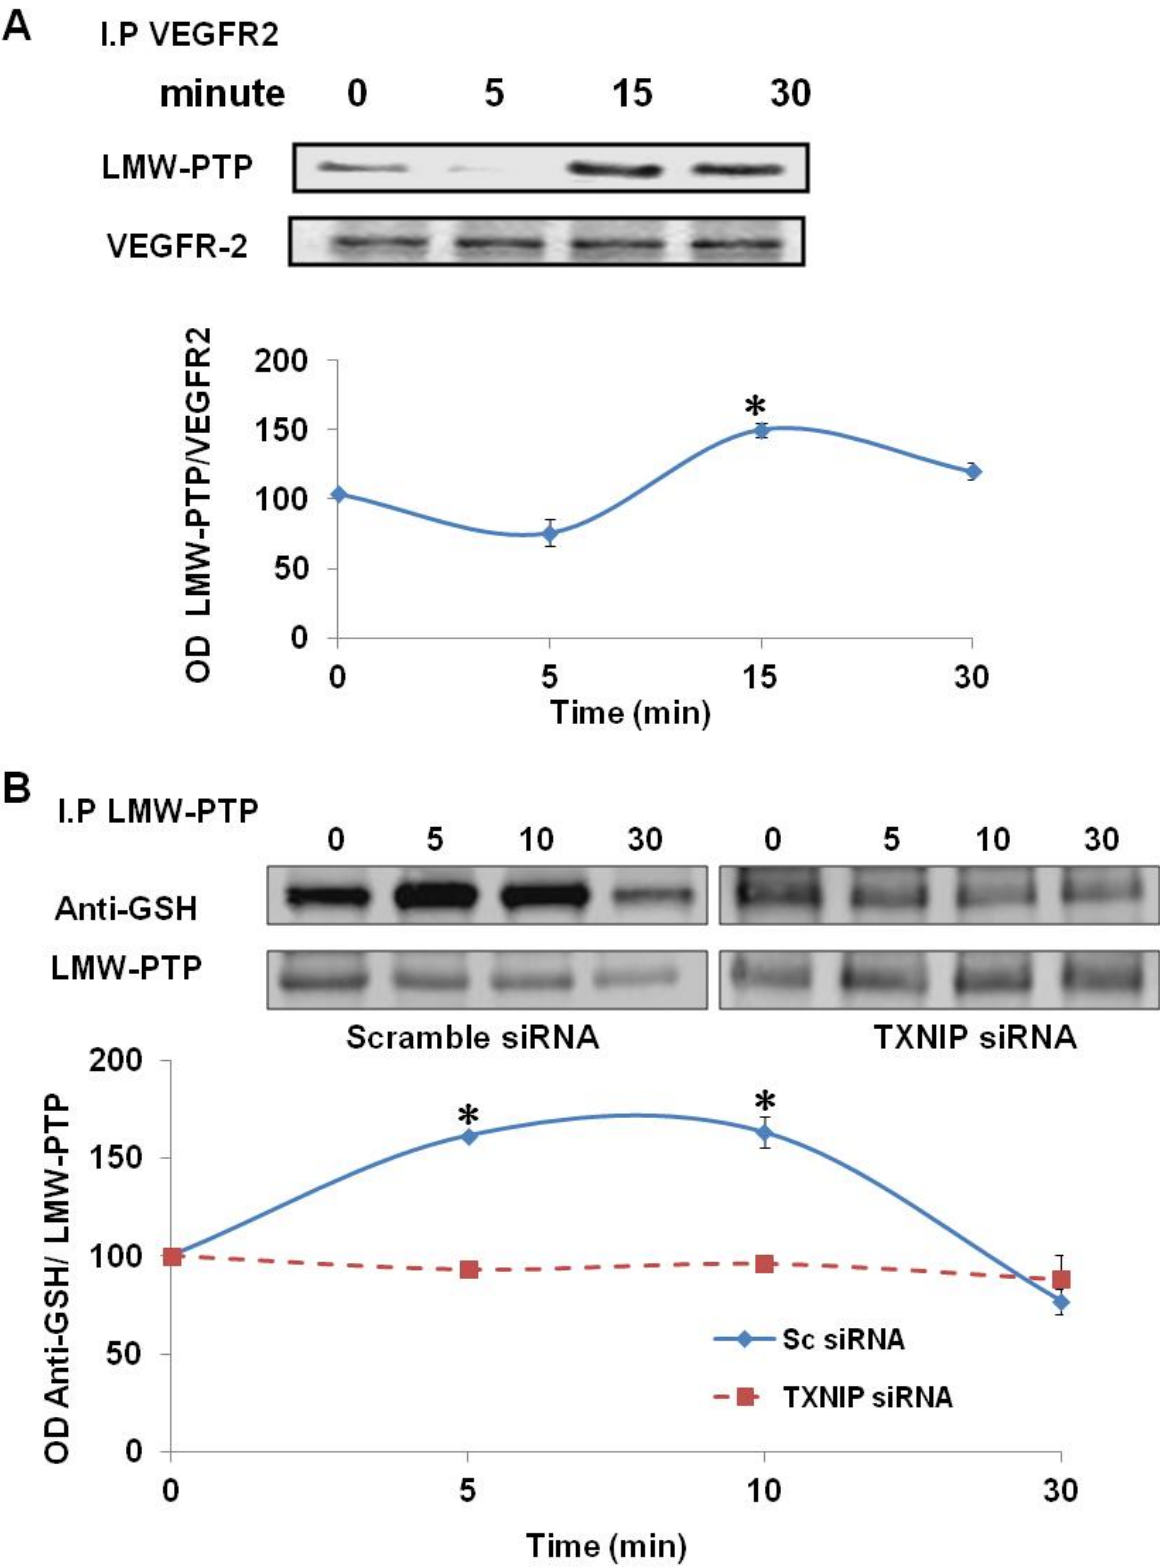 A
I.P VEGFR2
minute 0 5 15 30
LMW-PTP
VEGFR-2
OD LMW-PTP/VEGFR2
200
150
100
50
0
*
0 5 15 30
Time (min)
B
I.P LMW-PTP
0 5 10 30 0 5 10 30
Anti-GSH
LMW-PTP
Scramble siRNA TXNIP siRNA
OD Anti-GSH/ LMW-PTP
200
150
100
50
0
* *
Sc siRNA
TXNIP siRNA
0 5 10 30
Time (min)